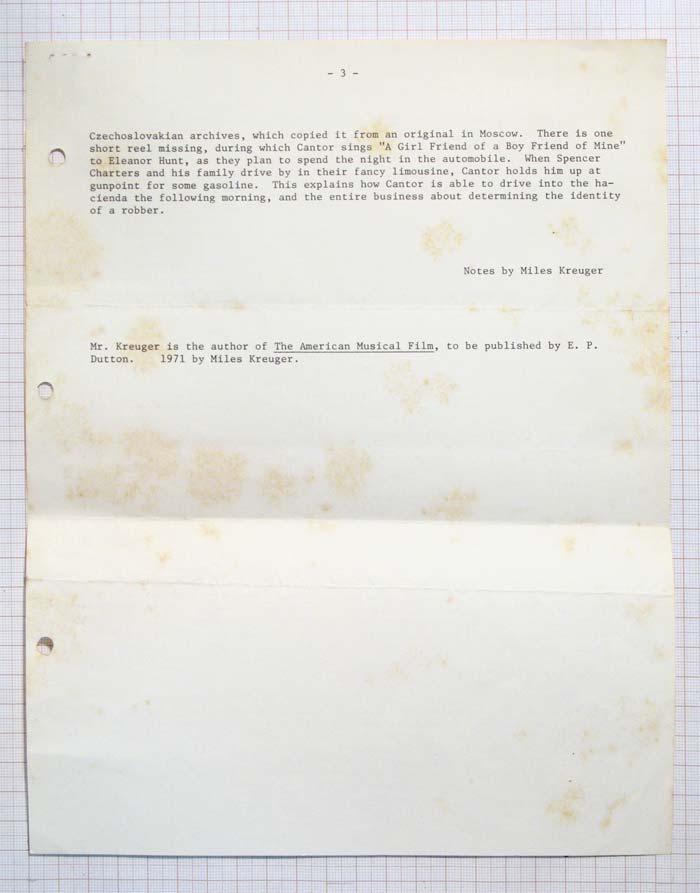 - 3 -
Czechoslovakian archives, which copied it from an original in Moscow. There is one
short reel missing, during which Cantor sings "A Girl Friend of a Boy Friend of Mine"
to Eleanor Hunt, as they plan to spend the night in the automobile. When Spencer
Charters and his family drive by in their fancy limousine, Cantor holds him up at
gunpoint for some gasoline. This explains how Cantor is able to drive into the ha-
cienda the following morning, and the entire business about determining the identity
of a robber.
Notes by Miles Kreuger
Mr. Kreuger is the author of The American Musical Film, to be published by E. P.
Dutton. 1971 by Miles Kreuger.